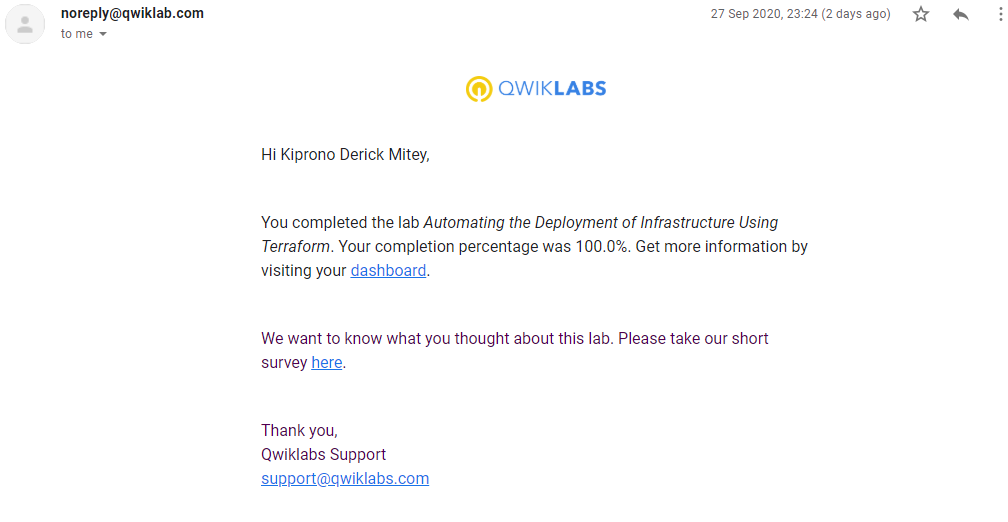 noreply@qwiklab.com
27 Sep 2020, 23:24 (2 days ago)
to me
QWIKLABS
Hi Kiprono Derick Mitey,
You completed the lab Automating the Deployment of Infrastructure Using
Terraform. Your completion percentage was 100.0%. Get more information by
visiting your dashboard.
We want to know what you thought about this lab. Please take our short
survey here.
Thank you,
Qwiklabs Support
support@qwiklabs.com